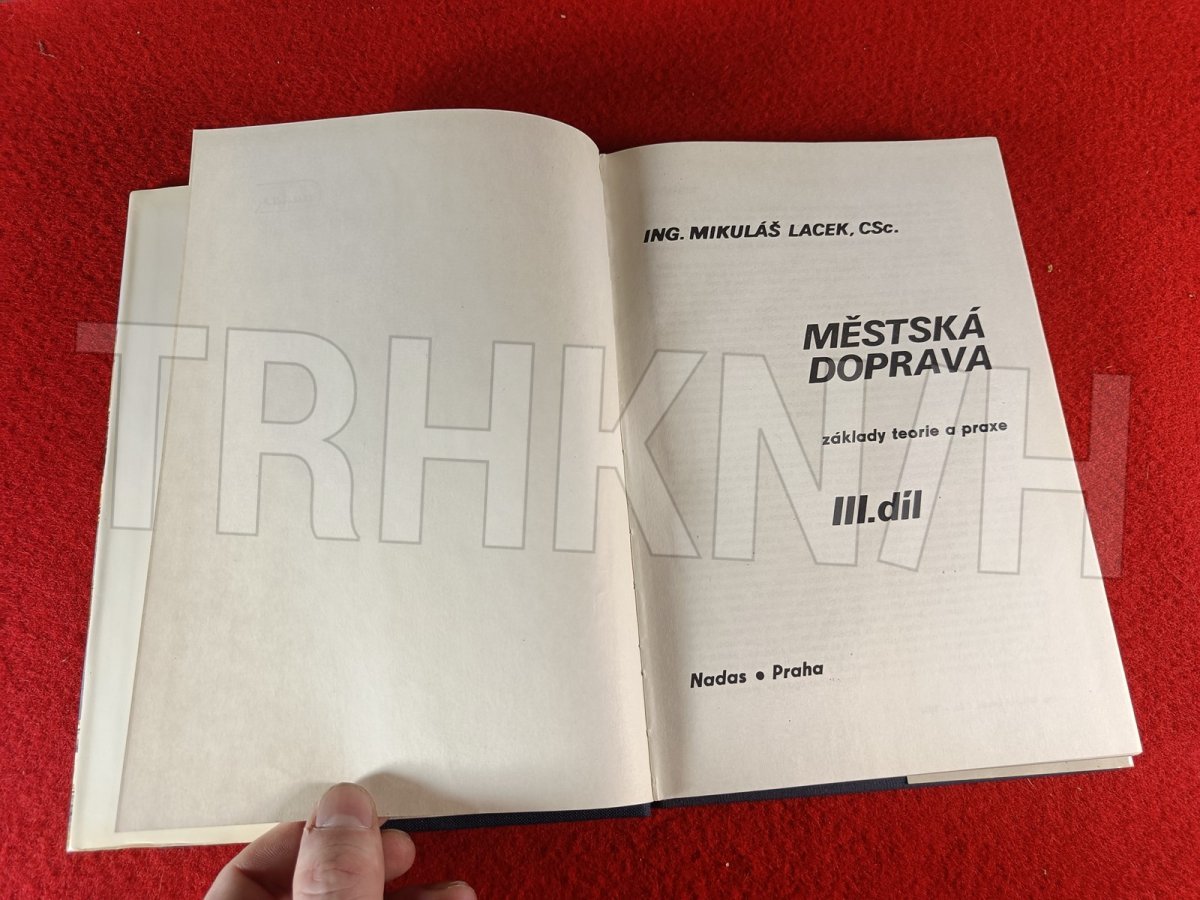 ING. MIKULÁŠ LACEK, CSc.
MĚSTSKÁ
DOPRAVA
základy teorie a praxe
III.díl
Nadas • Praha
TRHKNIH